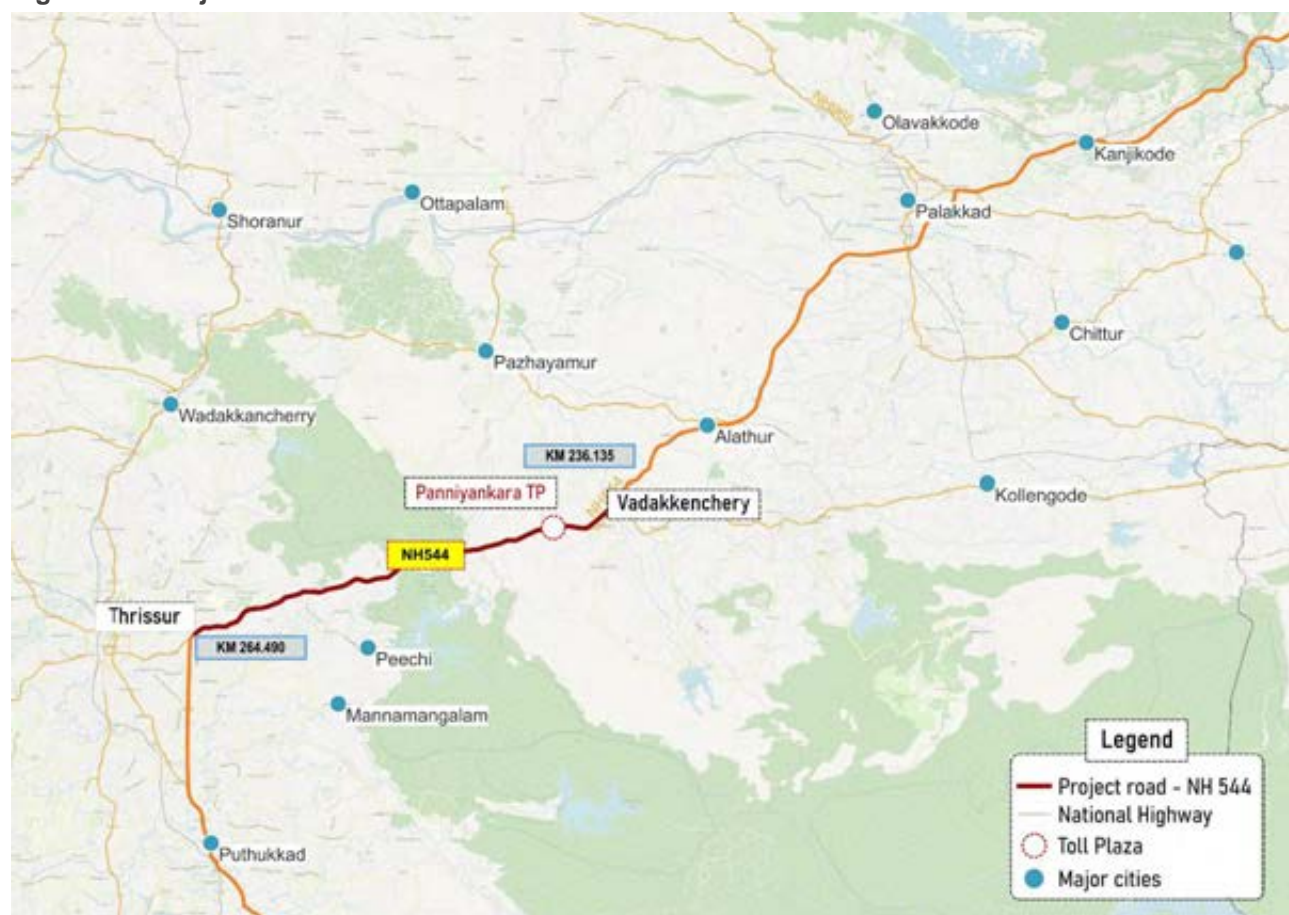 Olavakkode
Kanjikode
Ottapalam
Palakkad
Shoranur
Chittur
Pazhayamur
Wadakkancherry
Alathur
KM 236.135
Panniyankara TP
Kollengode
Vadakkenchery
NH544
Thrissur
KM 264.490
Peechi
Mannamangalam
Legend
Project road - NH 544
National Highway
Toll Plaza
Major cities
Puthukkad